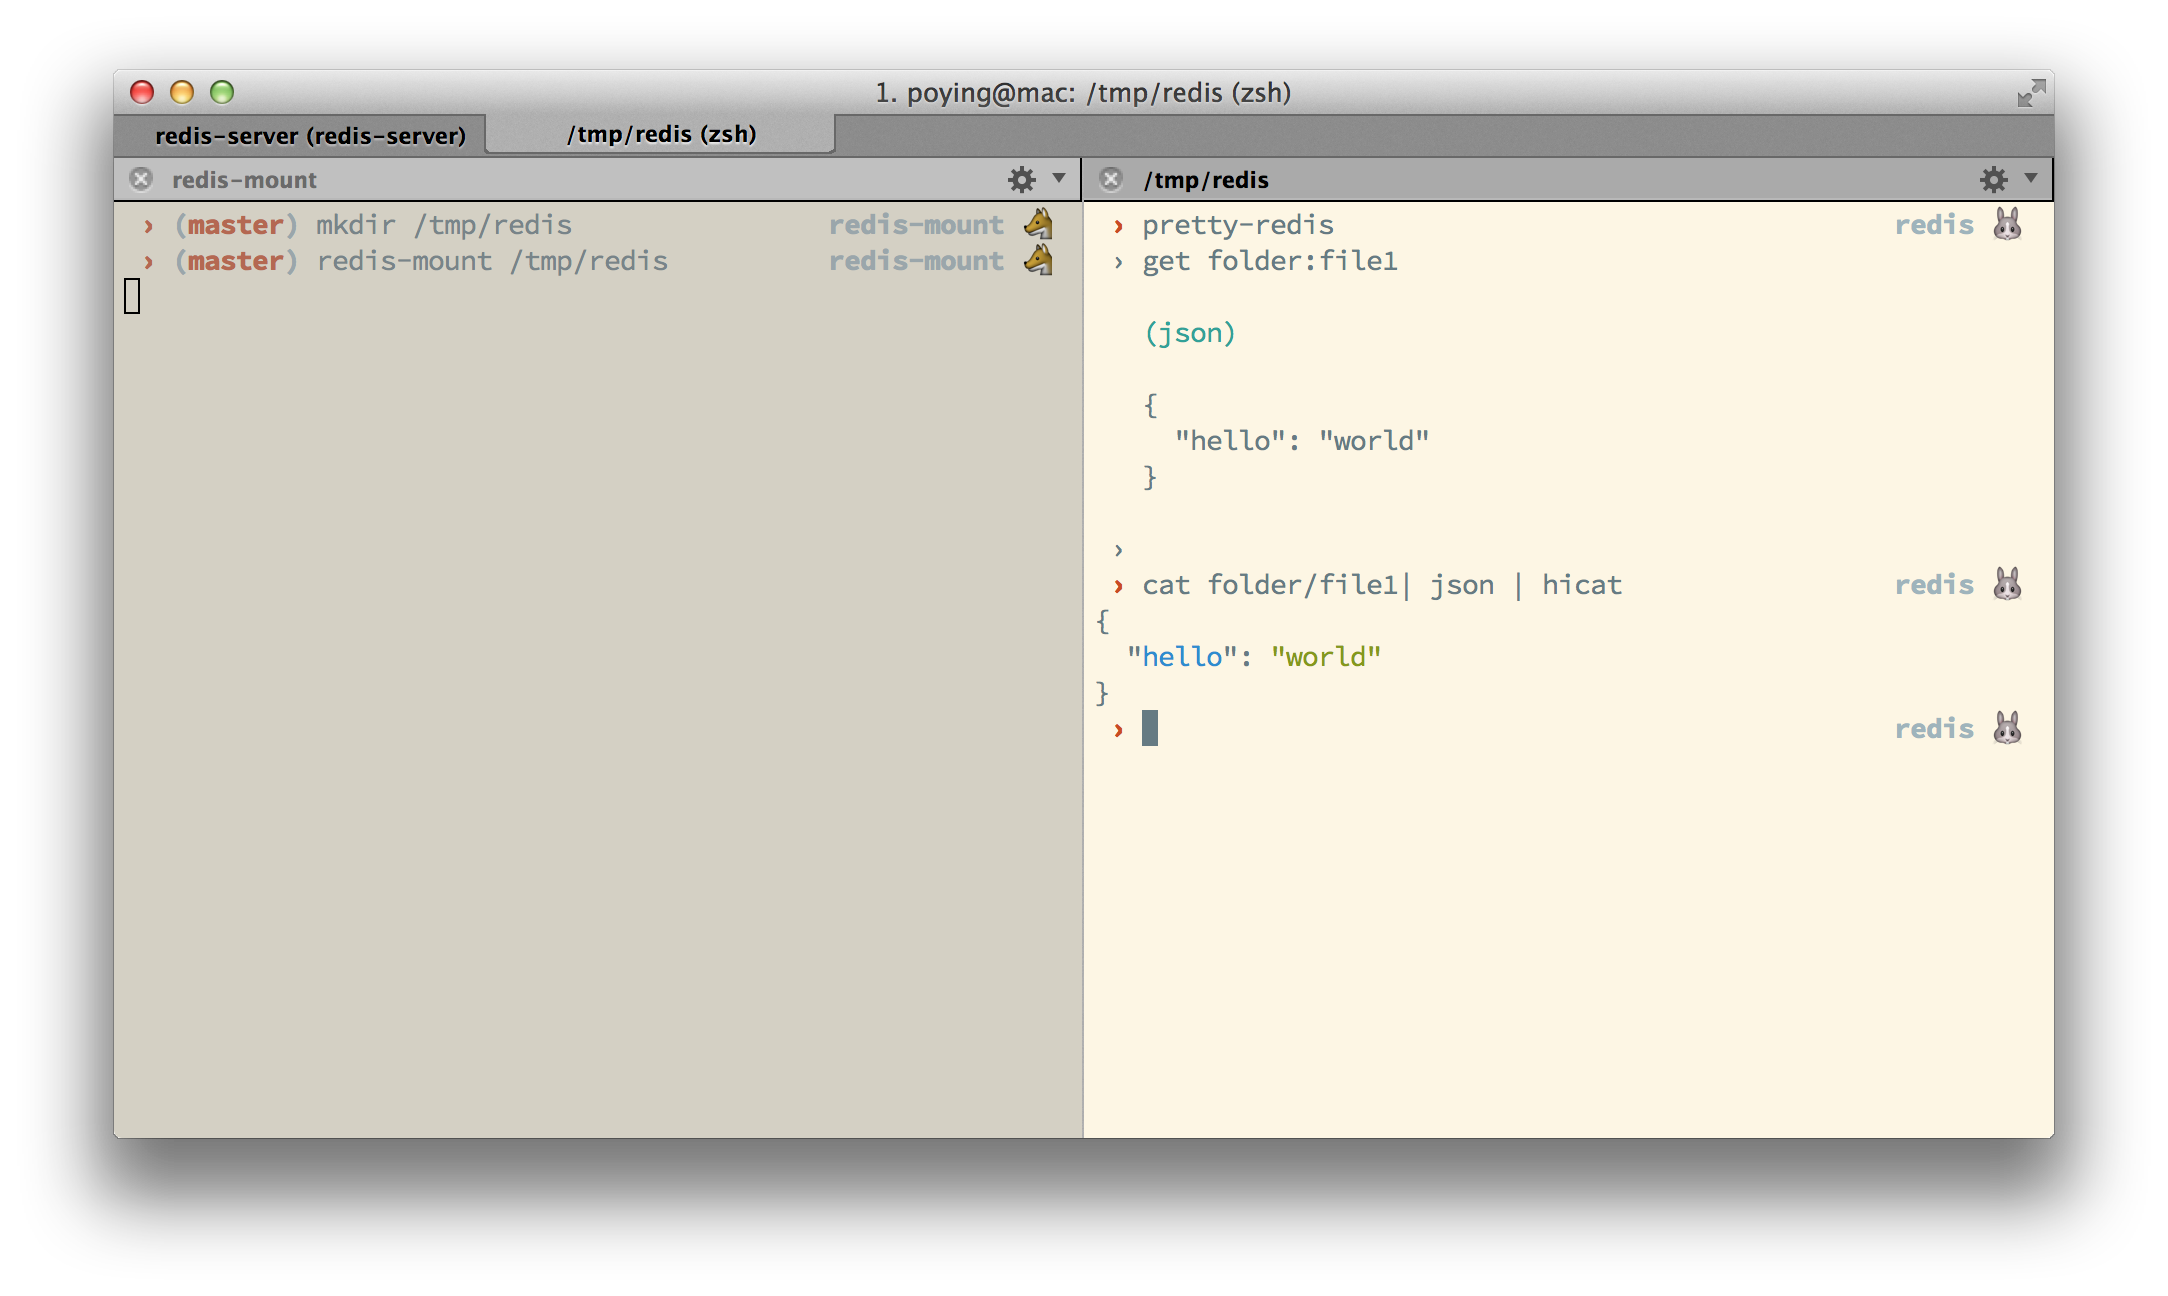 1. poying@mac: /tmp/redis (zsh)
redis-server (redis-server)
/tmp/redis (zsh)
redis-mount
› (master) mkdir /tmp/redis redis-mount
› (master) redis-mount /tmp/redis redis-mount
/tmp/redis
› pretty-redis redis
› get folder:file1
(json)
{
"hello": "world"
}
›
› cat folder/file1| json | hicat redis
{
"hello": "world"
}
› redis